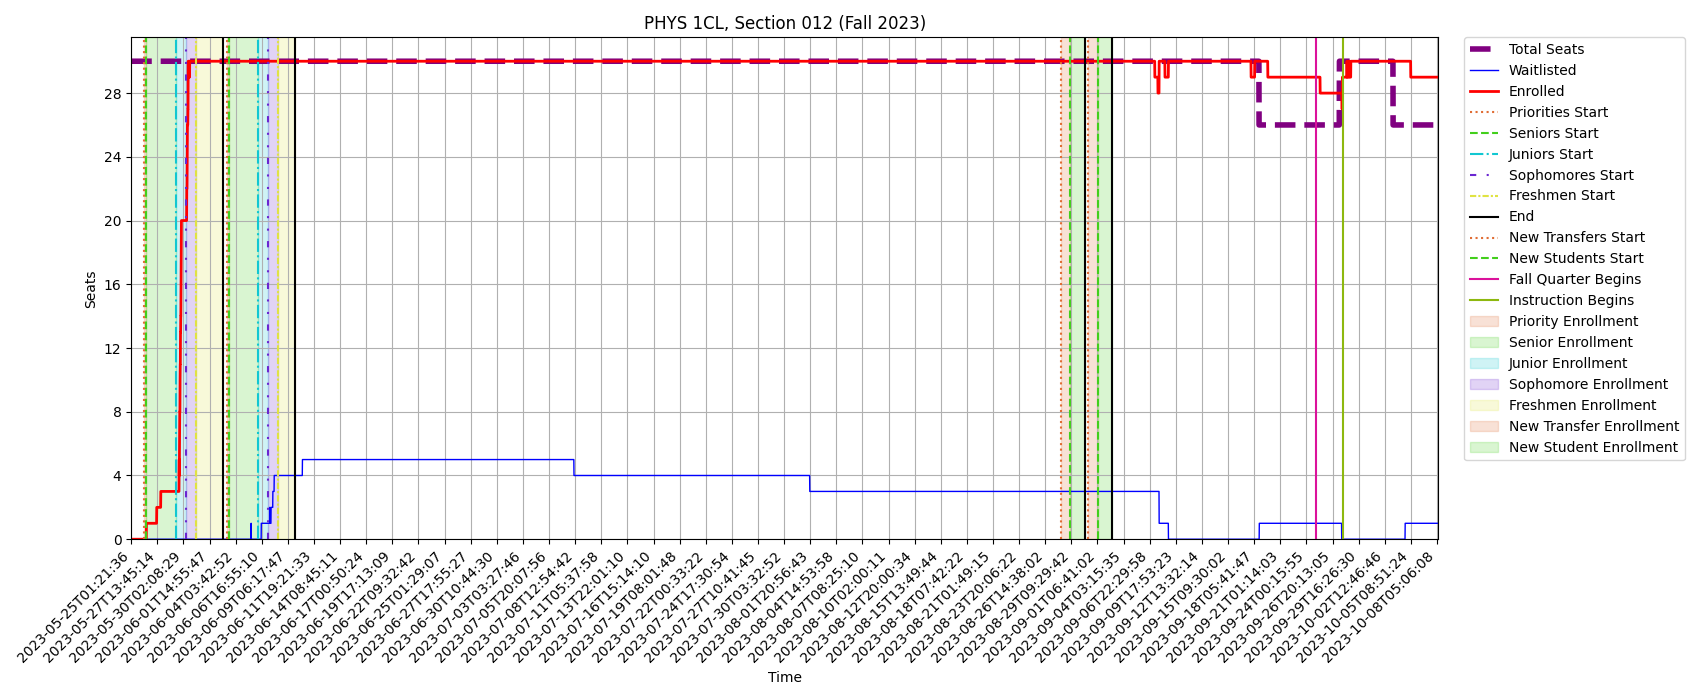 PHYS 1CL, Section 012 (Fall 2023)
Seats
28
24
20
16
12
8
4
0
2023-05-25T01:21:36
2023-05-27T13:45:14
2023-05-30T02:08:29
2023-06-01T14:55:47
2023-06-04T03:42:52
2023-06-06T16:55:10
2023-06-09T06:17:47
2023-06-11T19:21:33
2023-06-14T08:45:11
2023-06-17T00:50:24
2023-06-19T17:13:09
2023-06-22T09:32:42
2023-06-25T01:29:07
2023-06-27T17:55:27
2023-06-30T10:44:30
2023-07-03T03:27:46
2023-07-05T20:07:56
2023-07-08T12:54:42
2023-07-11T05:37:58
2023-07-13T22:01:10
2023-07-16T15:14:10
2023-07-19T08:01:48
2023-07-22T00:33:22
2023-07-24T17:30:54
2023-07-27T10:41:45
2023-07-30T03:32:52
2023-08-01T20:56:43
2023-08-04T14:53:58
2023-08-07T08:25:10
2023-08-10T02:00:11
2023-08-12T20:00:34
2023-08-15T13:49:44
2023-08-18T07:42:22
2023-08-21T01:49:15
2023-08-23T20:06:22
2023-08-26T14:38:02
2023-08-29T09:29:42
2023-09-01T06:41:02
2023-09-04T03:15:35
2023-09-06T22:29:58
2023-09-09T17:53:23
2023-09-12T13:32:14
2023-09-15T09:30:02
2023-09-18T05:41:47
2023-09-21T01:14:03
2023-09-24T00:15:55
2023-09-26T20:13:05
2023-09-29T16:26:30
2023-10-02T12:46:46
2023-10-05T08:51:24
2023-10-08T05:06:08
Time
Total Seats
Waitlisted
Enrolled
Priorities Start
Seniors Start
Juniors Start
Sophomores Start
Freshmen Start
End
New Transfers Start
New Students Start
Fall Quarter Begins
Instruction Begins
Priority Enrollment
Senior Enrollment
Junior Enrollment
Sophomore Enrollment
Freshmen Enrollment
New Transfer Enrollment
New Student Enrollment